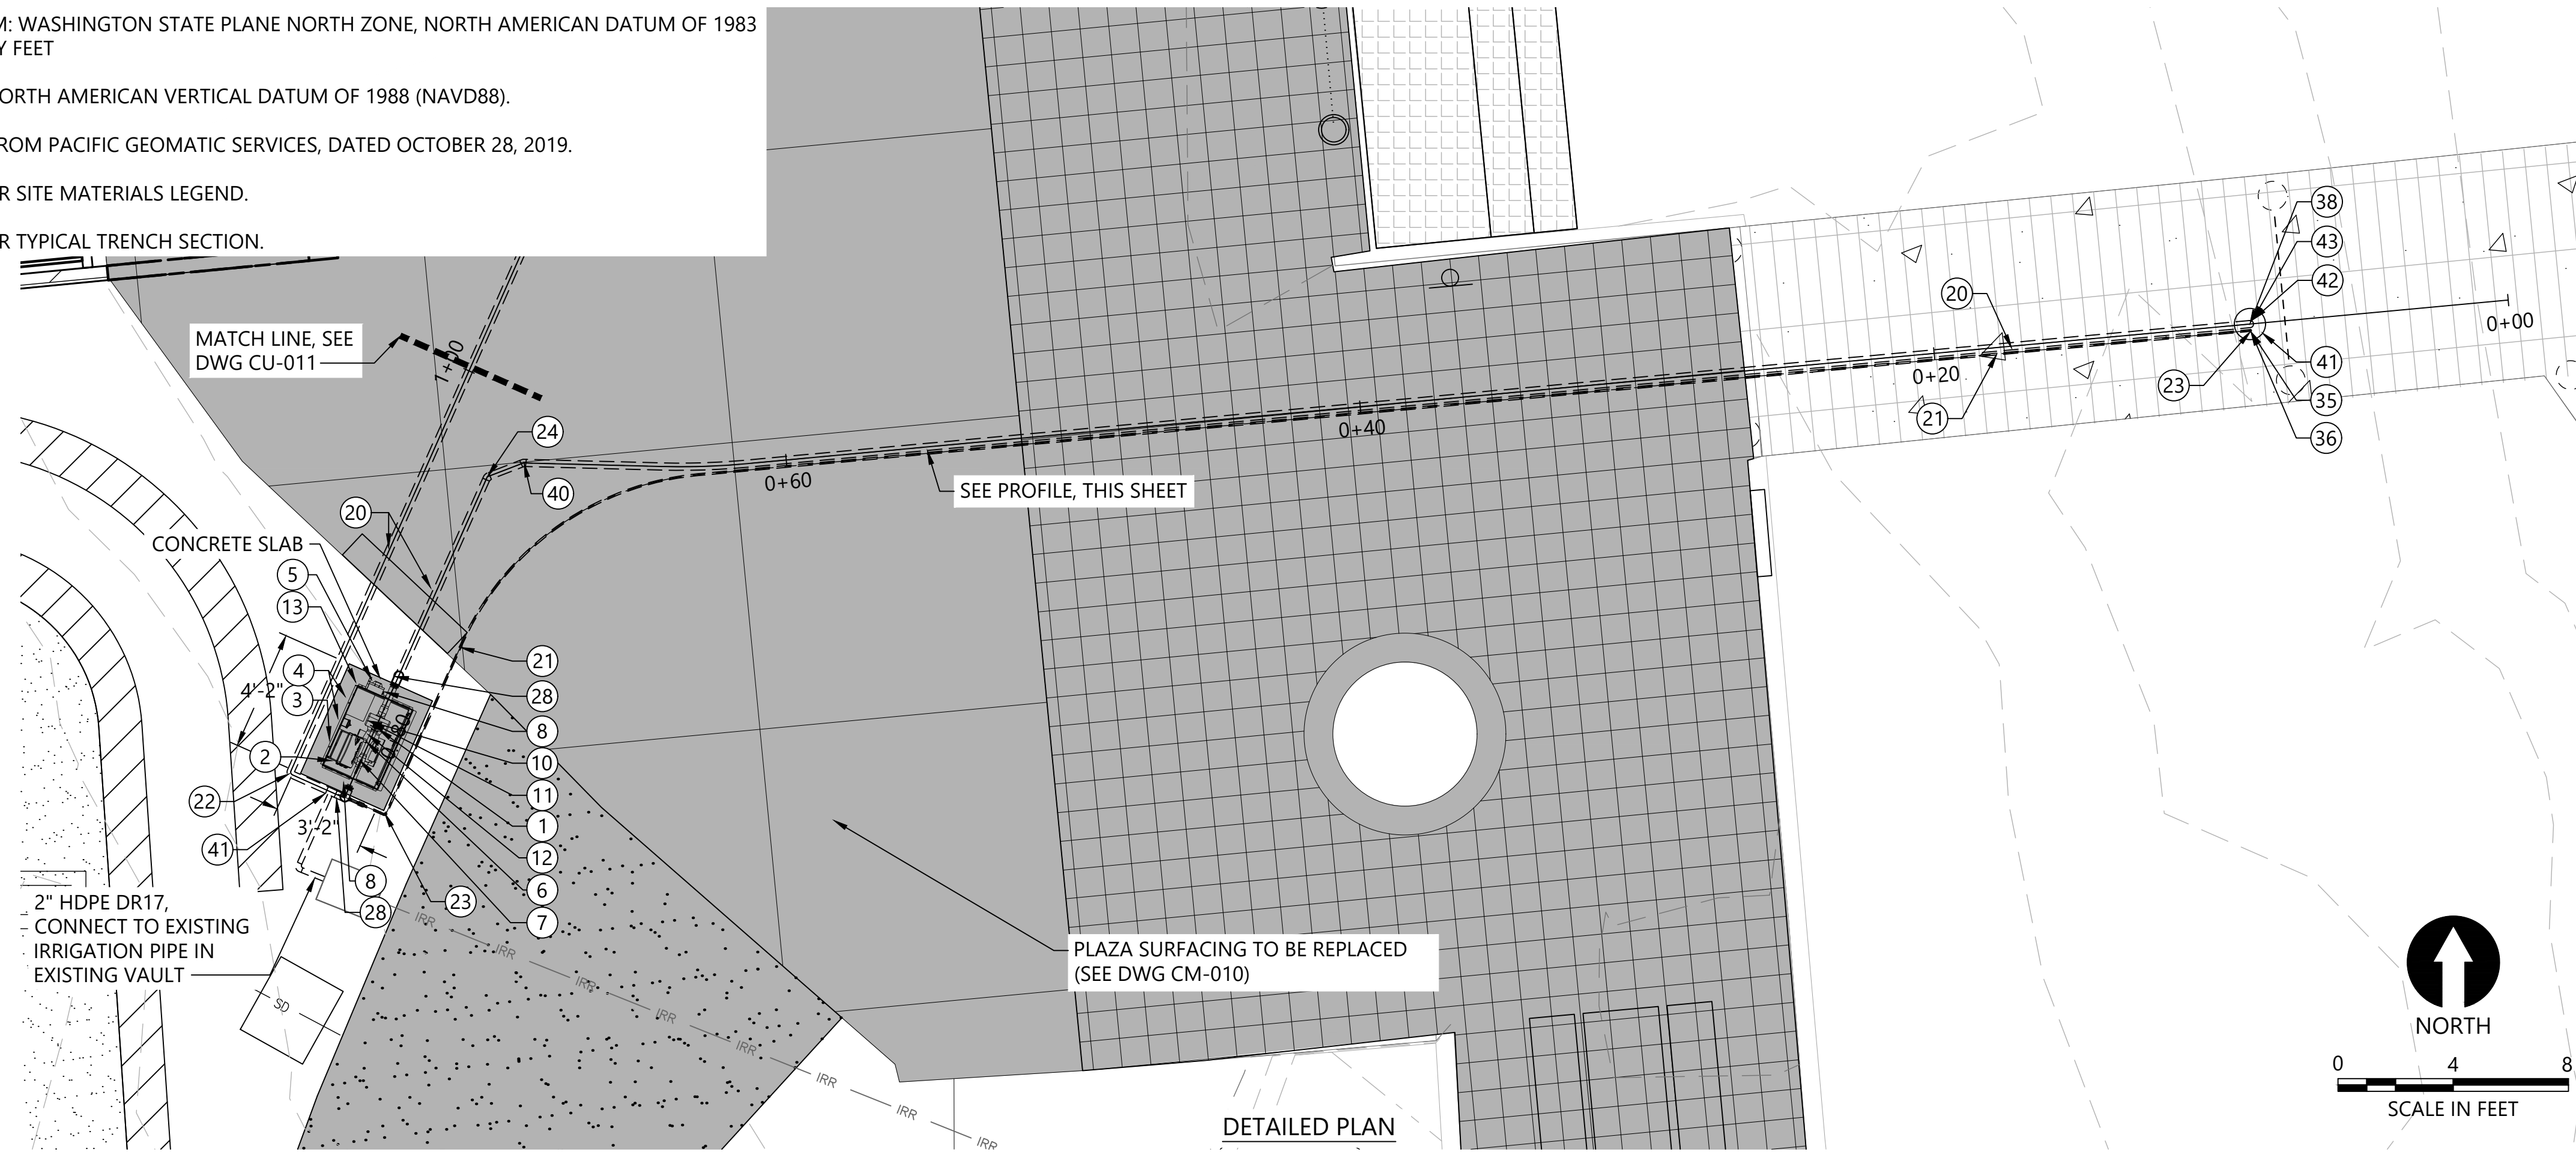 M: WASHINGTON STATE PLANE NORTH ZONE, NORTH AMERICAN DATUM OF 1983
Y FEET
ORTH AMERICAN VERTICAL DATUM OF 1988 (NAVD88).
ROM PACIFIC GEOMATIC SERVICES, DATED OCTOBER 28, 2019.
R SITE MATERIALS LEGEND.
R TYPICAL TRENCH SECTION.
MATCH LINE, SEE
DWG CU-011
1+00
24
40
20
CONCRETE SLAB
5
13
4
4'-2"
3
2
22
3'-2"
41
8
28
23
2" HDPE DR17,
CONNECT TO EXISTING
IRRIGATION PIPE IN
EXISTING VAULT
SD
21
28
8
10
11
1
12
6
7
IRR
IRR
IRR
IRR
IRR
IRR
IRR
IRR
0+60
SEE PROFILE, THIS SHEET
0+40
0+20
20
21
23
38
43
42
0+00
41
35
36
PLAZA SURFACING TO BE REPLACED
(SEE DWG CM-010)
DETAILED PLAN
NORTH
0 4 8
SCALE IN FEET